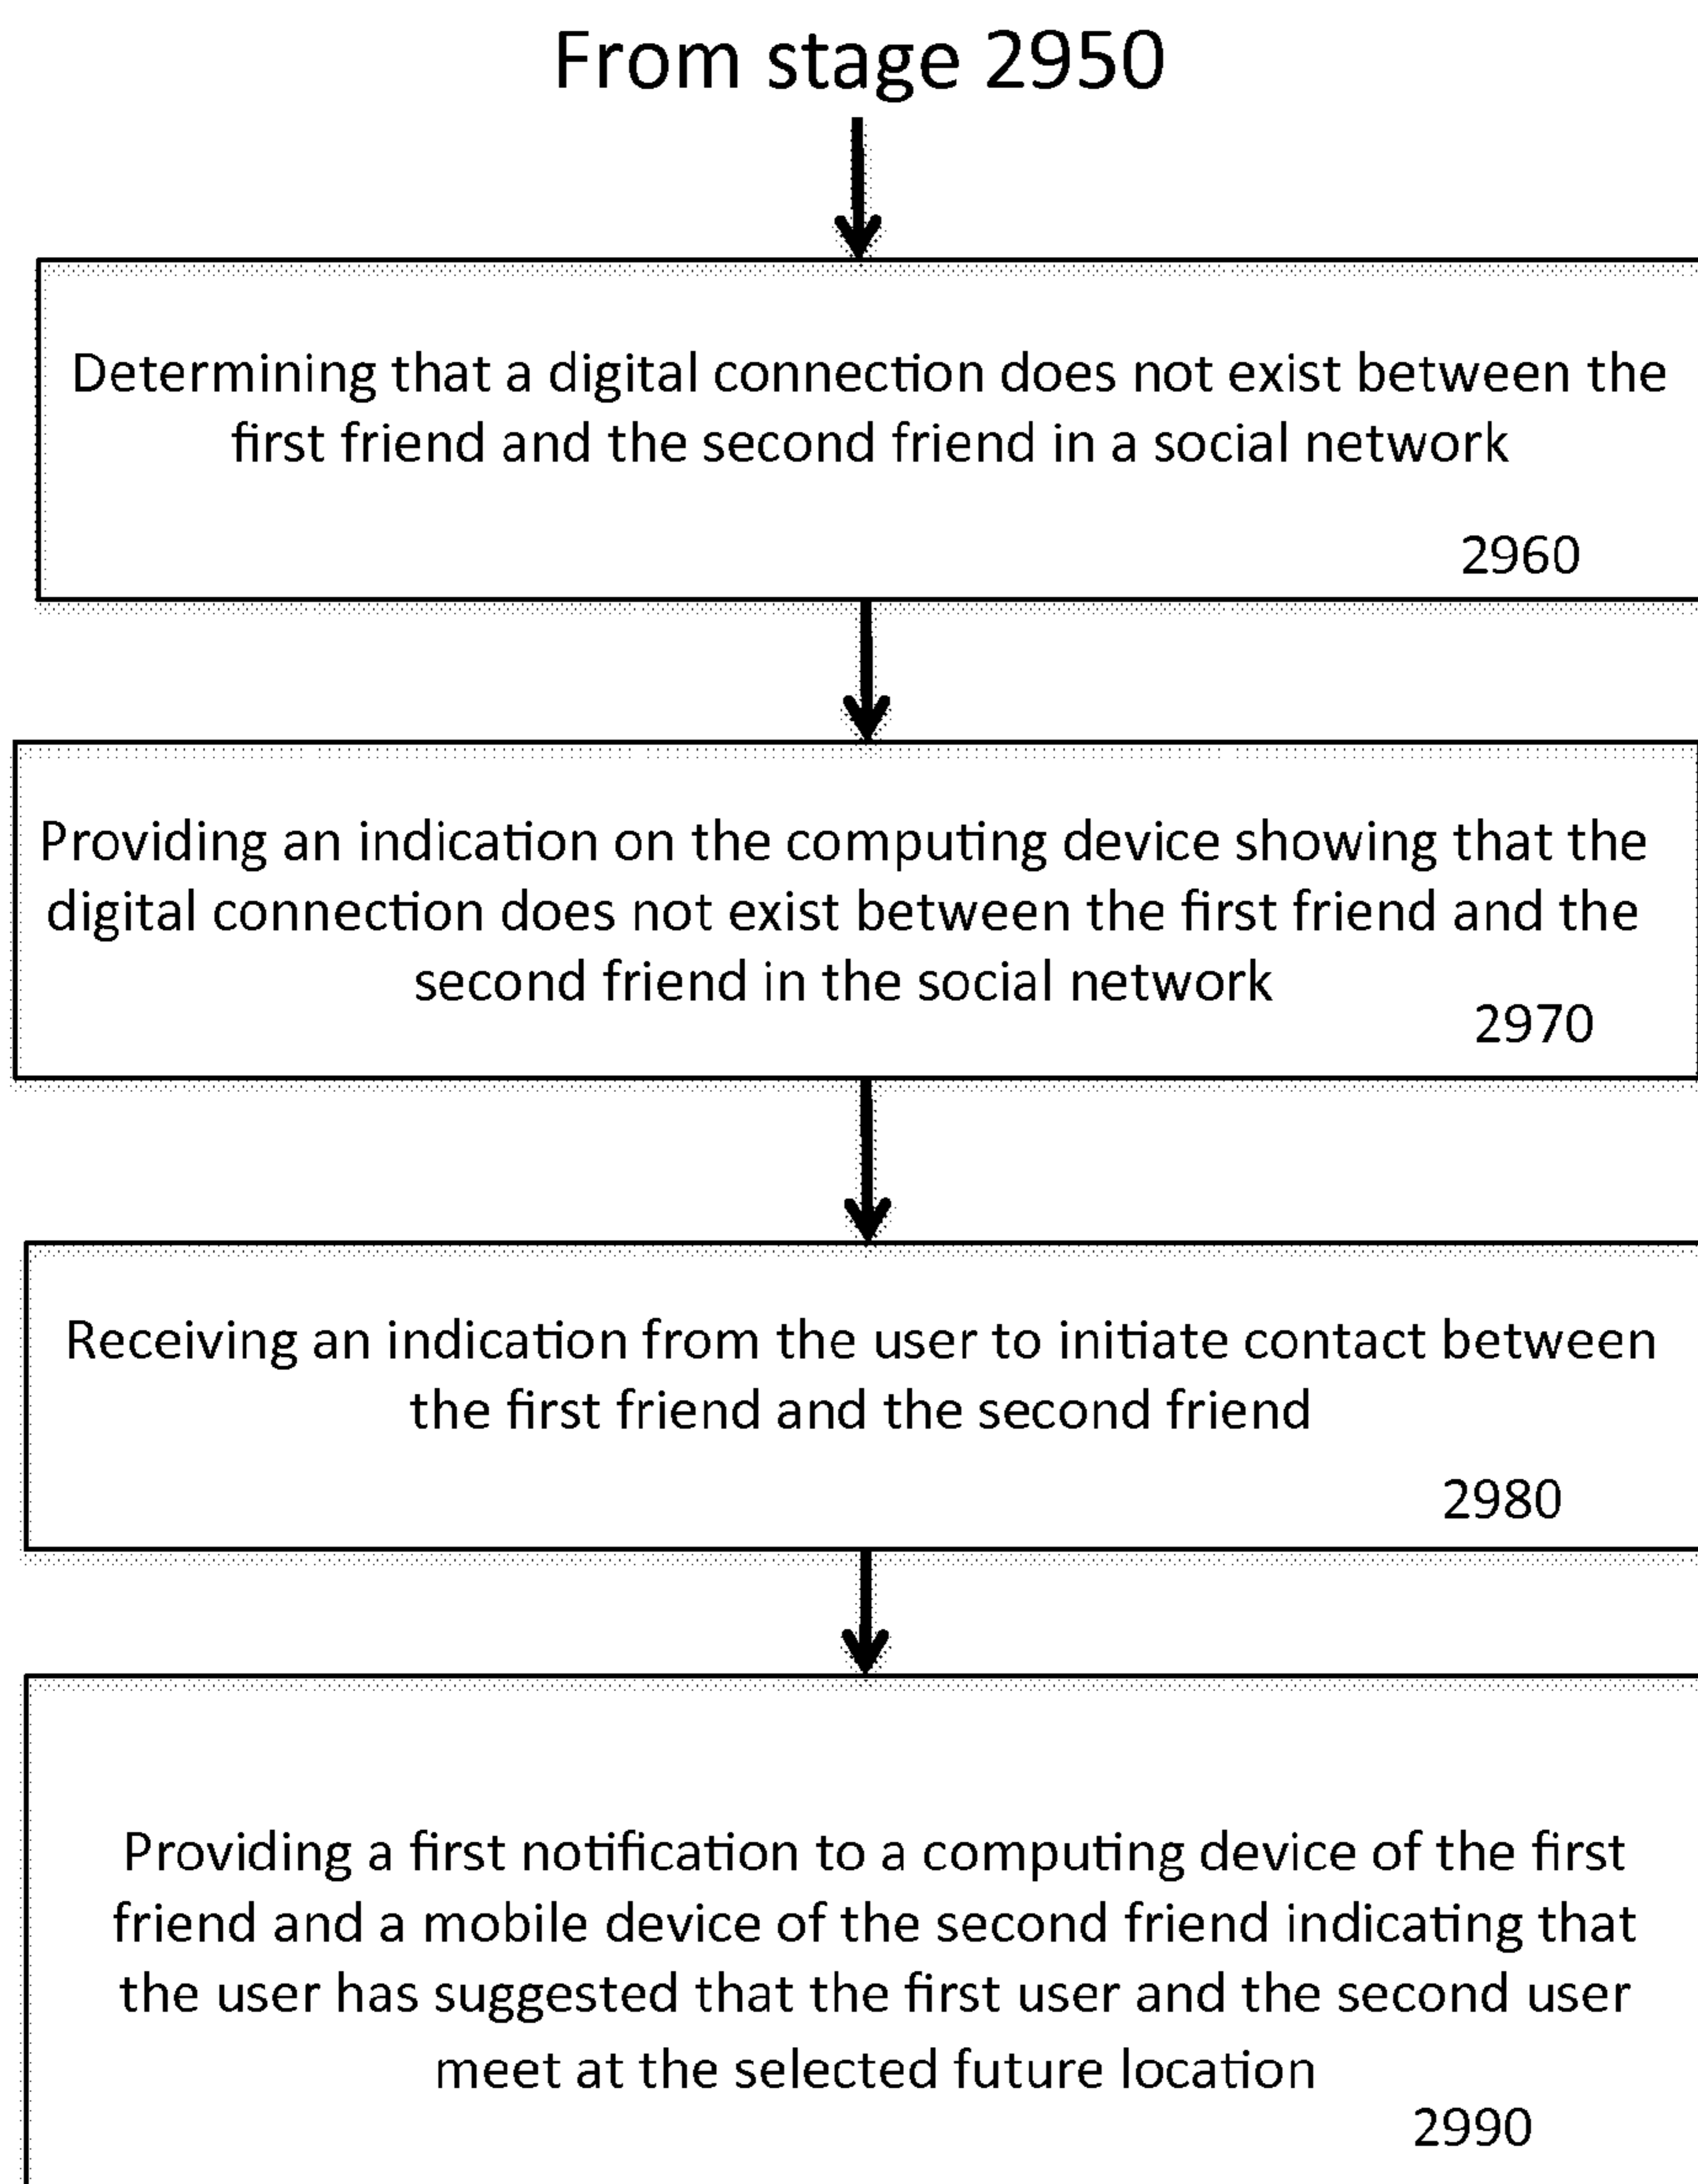 From stage 2950
Determining that a digital connection does not exist between the
first friend and the second friend in a social network
2960
Providing an indication on the computing device showing that the
digital connection does not exist between the first friend and the
second friend in the social network
2970
Receiving an indication from the user to initiate contact between
the first friend and the second friend
2980
Providing a first notification to a computing device of the first
friend and a mobile device of the second friend indicating that
the user has suggested that the first user and the second user
meet at the selected future location
2990